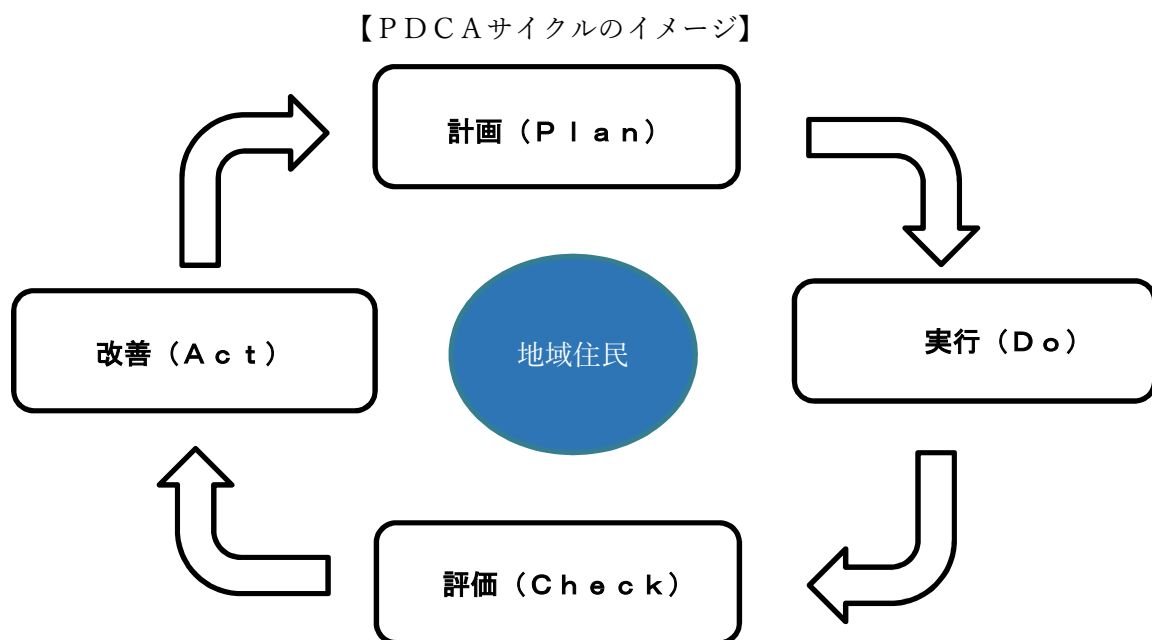 【ＰＤＣＡサイクルのイメージ】
計画（Ｐｌａｎ）
実行（Ｄｏ）
改善（Ａｃｔ）
地域住民
評価（Ｃｈｅｃｋ）